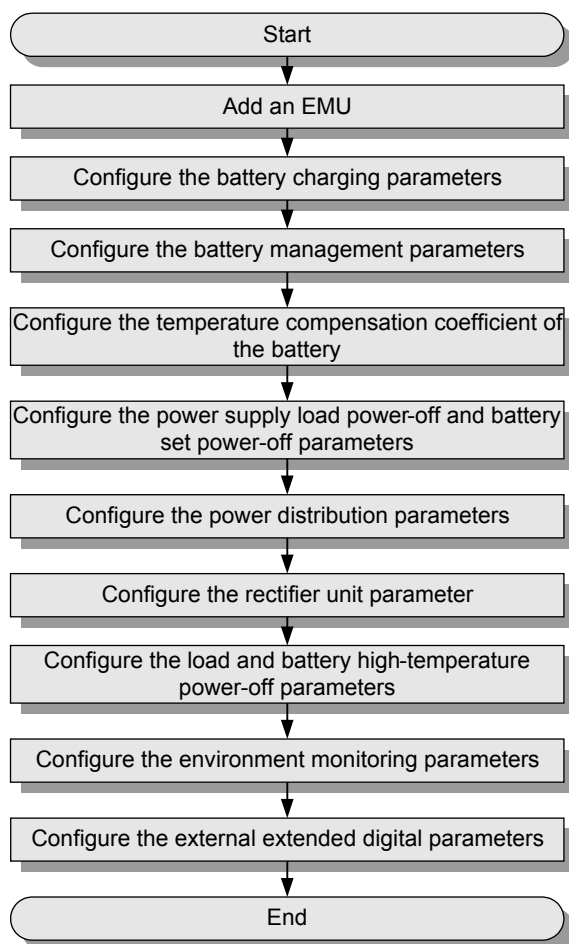 Start
Add an EMU
Configure the battery charging parameters
Configure the battery management parameters
Configure the temperature compensation coefficient of
the battery
Configure the power supply load power-off and battery
set power-off parameters
Configure the power distribution parameters
Configure the rectifier unit parameter
Configure the load and battery high-temperature
power-off parameters
Configure the environment monitoring parameters
Configure the external extended digital parameters
End